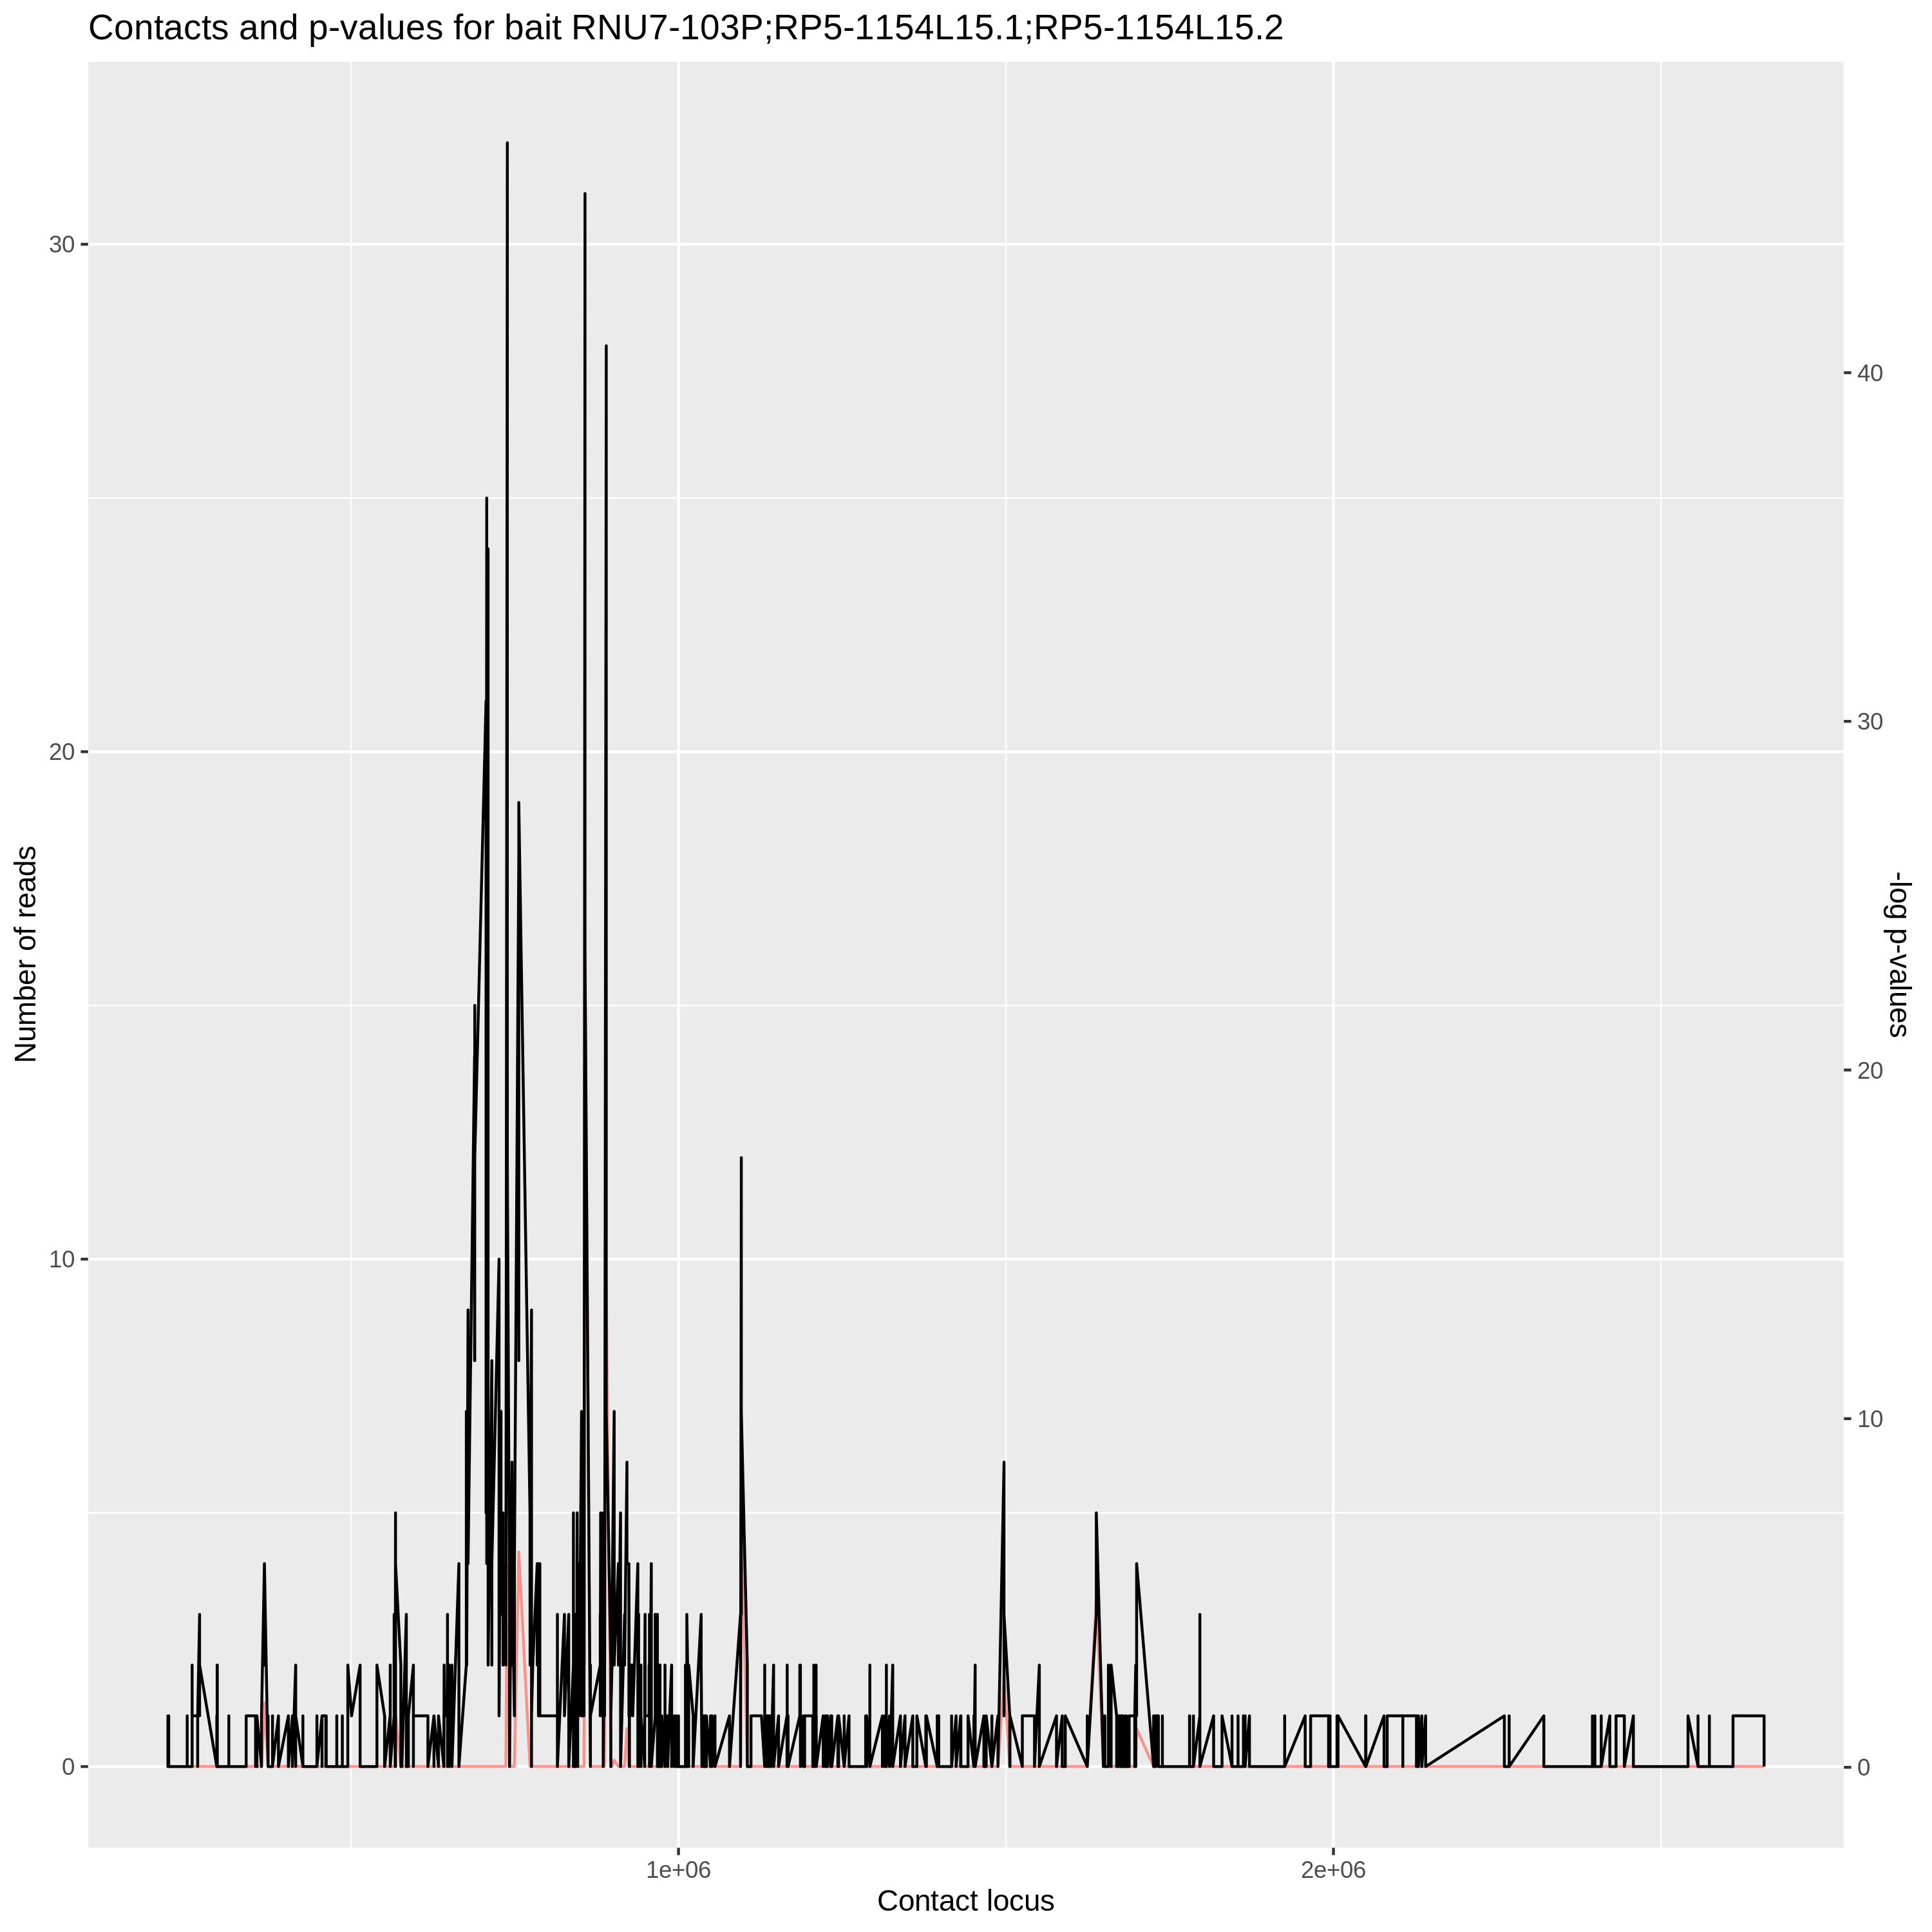 Contacts and p-values for bait RNU7-103P;RP5-1154L15.1;RP5-1154L15.2
30
20
10
0
Number of reads
40
30
20
10
0
-log p-values
1e+06
2e+06
Contact locus